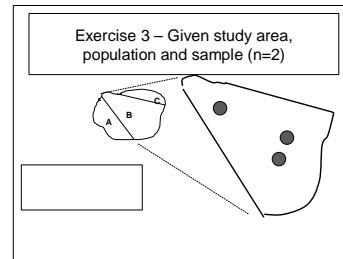 Exercise 3 – Given study area,
population and sample (n=2)
C
B
A